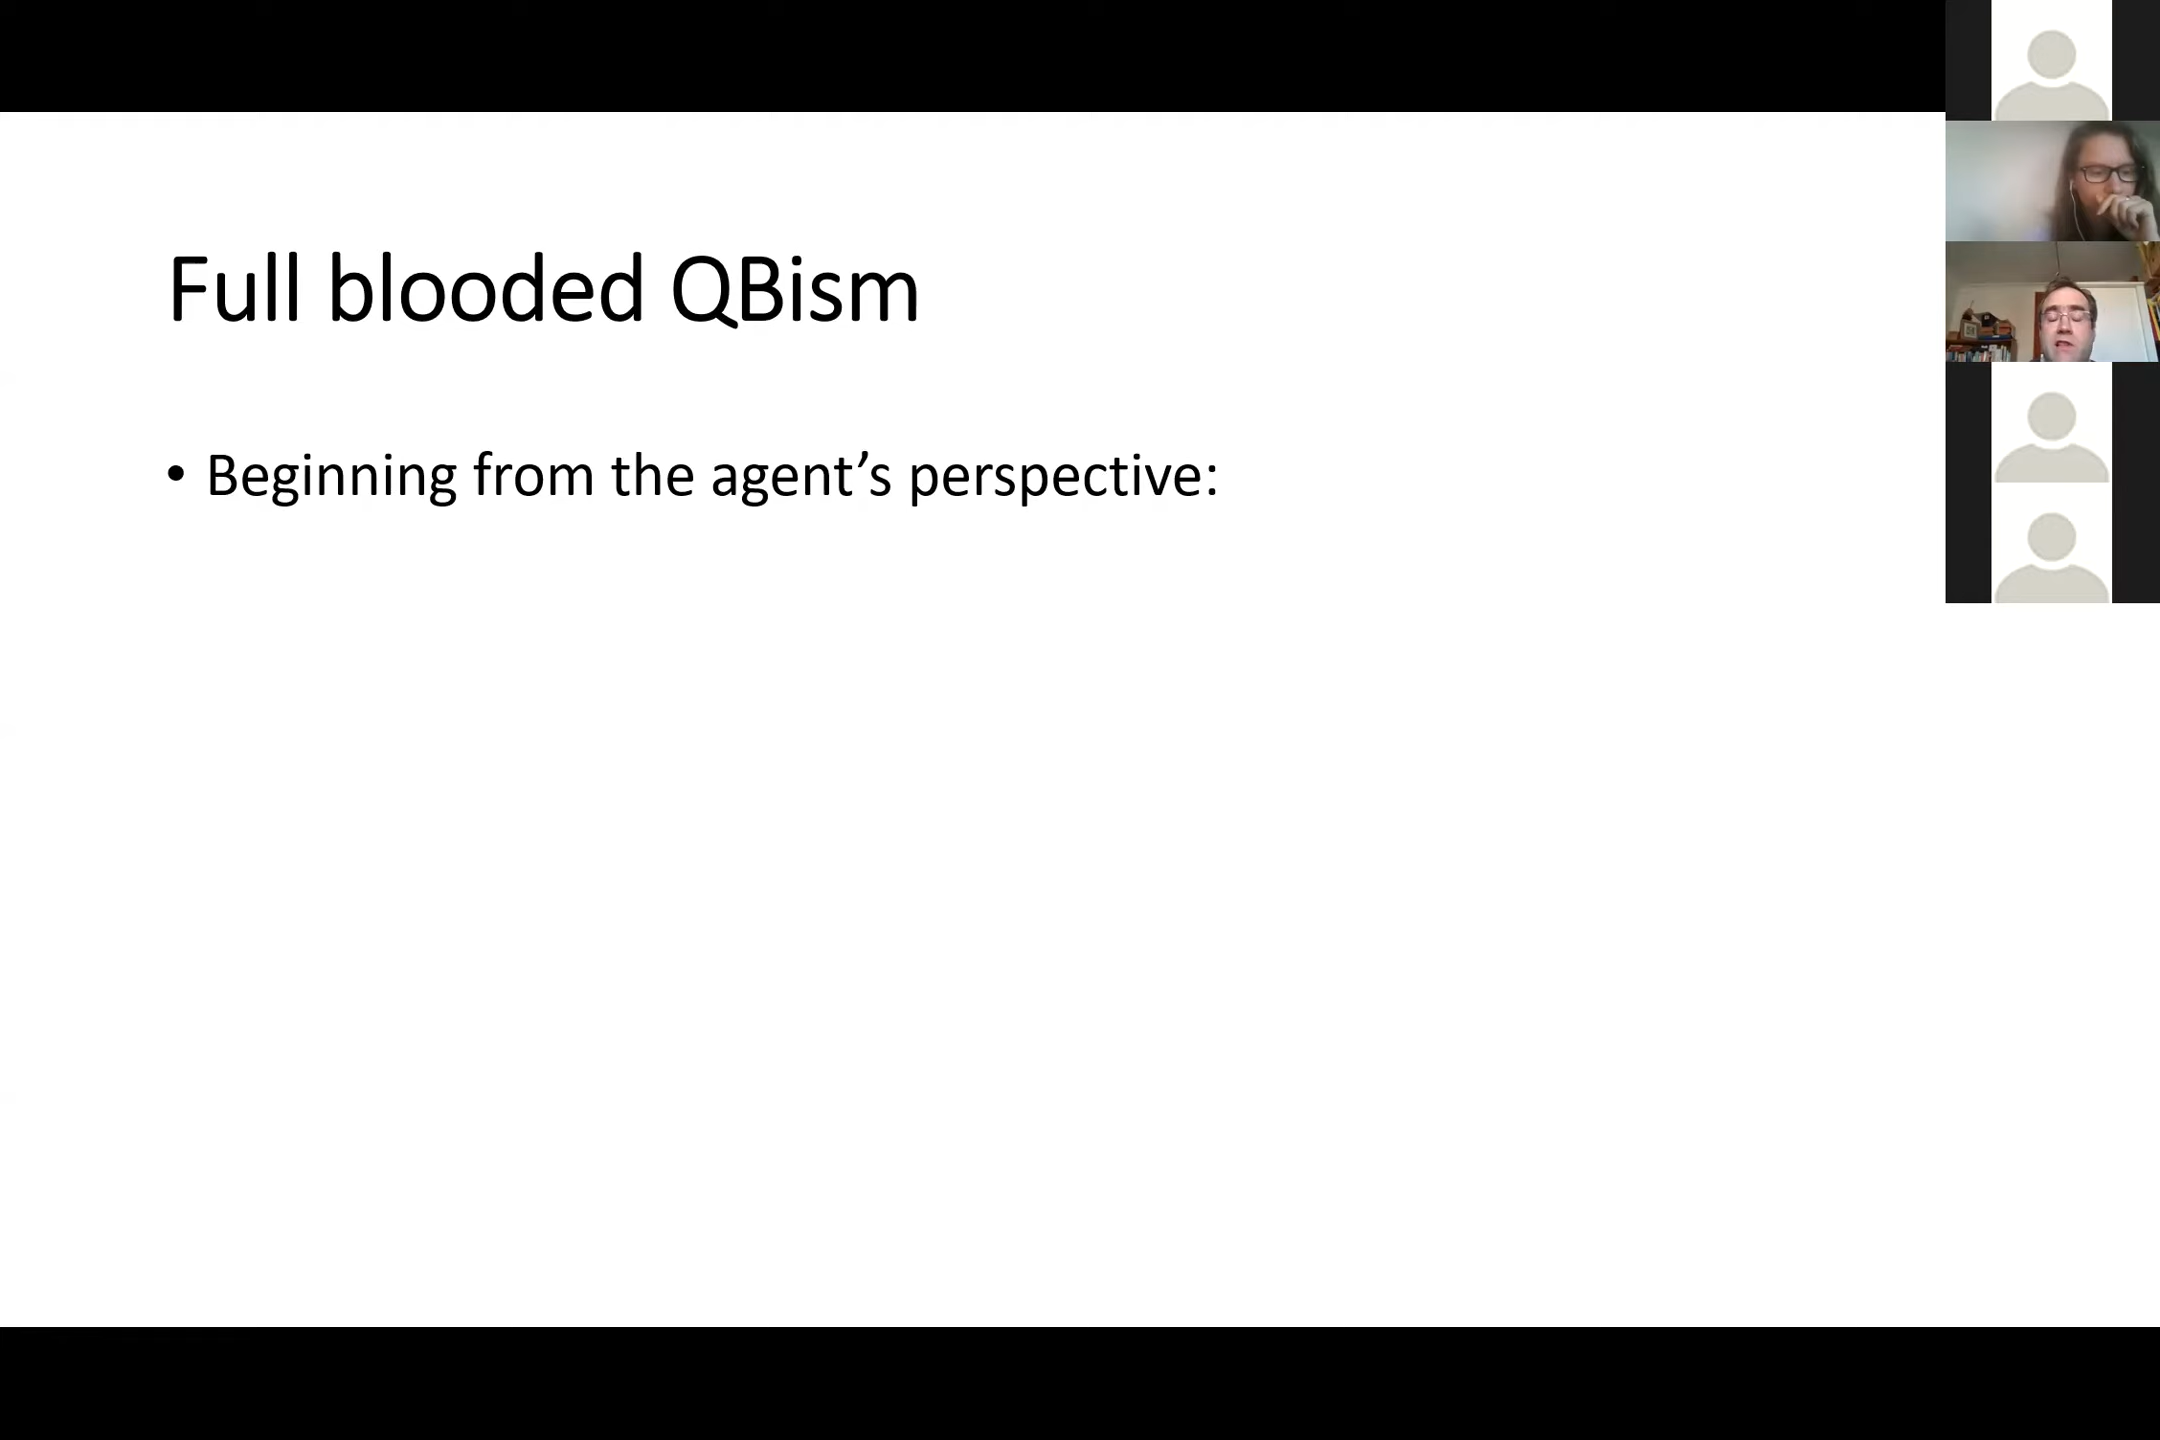 Full blooded QBism
• Beginning from the agent’s perspective: